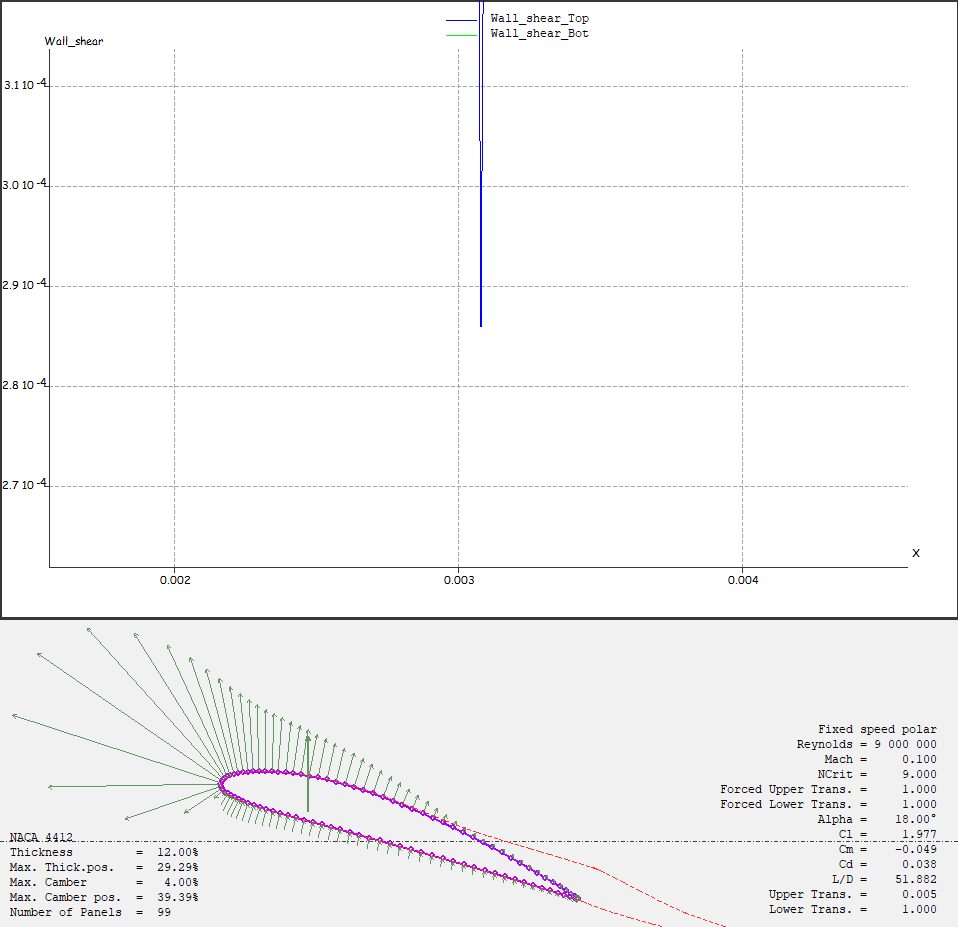 Wall_shear_Top
Wall_shear_Bot
Wall_shear
3.1 10 -4
3.0 10 -4
2.9 10 -4
2.8 10 -4
2.7 10 -4
X
0.002
0.003
0.004
Fixed speed polar
Reynolds = 9 000 000
Mach = 0.100
NCrit = 9.000
Forced Upper Trans. = 1.000
Forced Lower Trans. = 1.000
Alpha = 18.00°
Cl = 1.977
Cm = -0.049
Cd = 0.038
L/D = 51.882
Upper Trans. = 0.005
Lower Trans. = 1.000
NACA 4412
Thickness = 12.00%
Max. Thick.pos. = 29.29%
Max. Camber = 4.00%
Max. Camber pos. = 39.39%
Number of Panels = 99